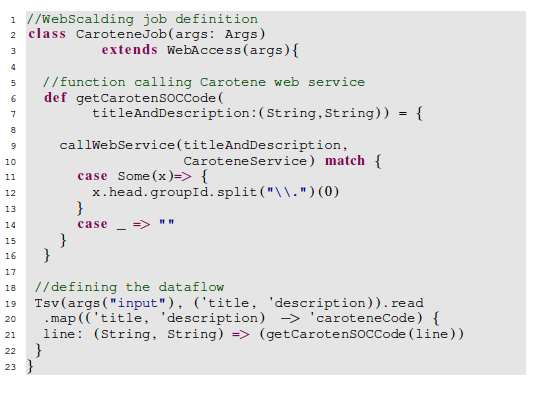 1 //WebScalding job definition
2 class CaroteneJob(args: Args)
3 extends WebAccess(args){
4
5 //function calling Carotene web service
6 def getCarotenSOCCode(
7 titleAndDescription:(String,String)) = {
8
9 callWebService(titleAndDescription,
10 CaroteneService) match {
11 case Some(x)=> {
12 x.head.groupId.split("\\.")(0)
13 }
14 case _ => ""
15 }
16 }
17
18 //defining the dataflow
19 Tsv(args("input"), ('title, 'description)).read
20 .map(('title, 'description) -> 'caroteneCode) {
21 line: (String, String) => (getCarotenSOCCode(line))
22 }
23 }